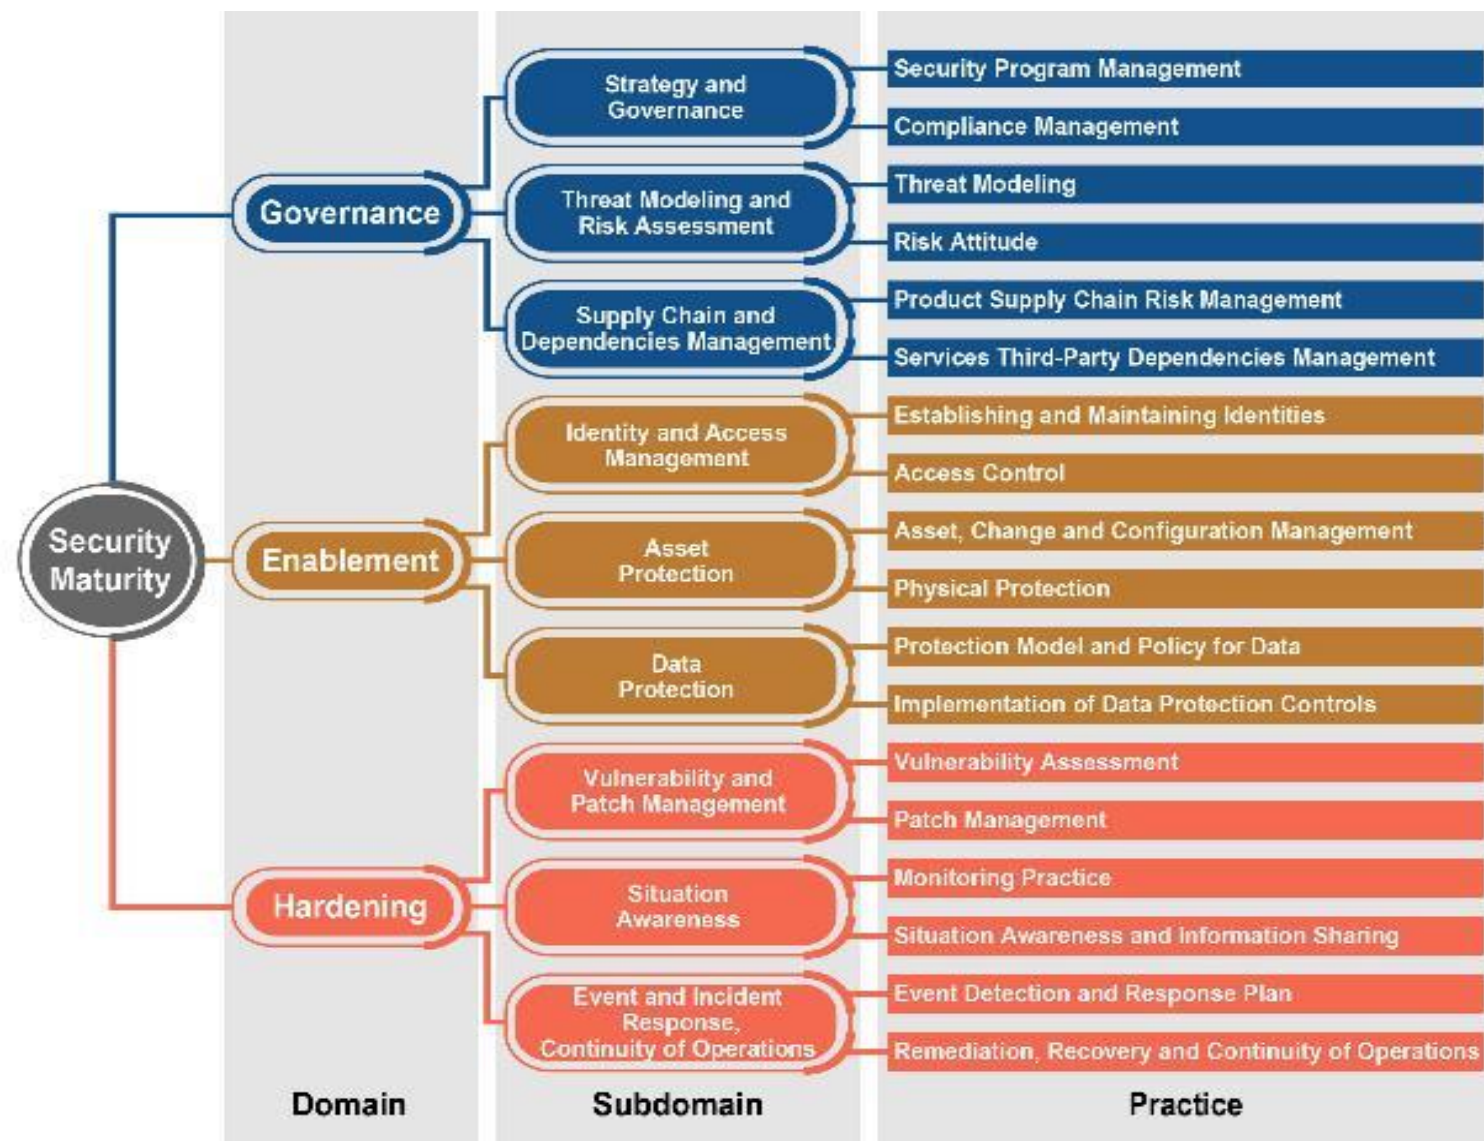 Security
Maturity
Governance
Enablement
Hardening
Strategy and
Governance
Threat Modeling and
Risk Assessment
Supply Chain and
Dependencies Management
Identity and Access
Management
Asset
Protection
Data
Protection
Vulnerability and
Patch Management
Situation
Awareness
Event and Incident
Response,
Continuity of Operations
Security Program Management
Compliance Management
Threat Modeling
Risk Attitude
Product Supply Chain Risk Management
Services Third-Party Dependencies Management
Establishing and Maintaining Identities
Access Control
Asset, Change and Configuration Management
Physical Protection
Protection Model and Policy for Data
Implementation of Data Protection Controls
Vulnerability Assessment
Patch Management
Monitoring Practice
Situation Awareness and Information Sharing
Event Detection and Response Plan
Remediation, Recovery and Continuity of Operations
Domain
Subdomain
Practice